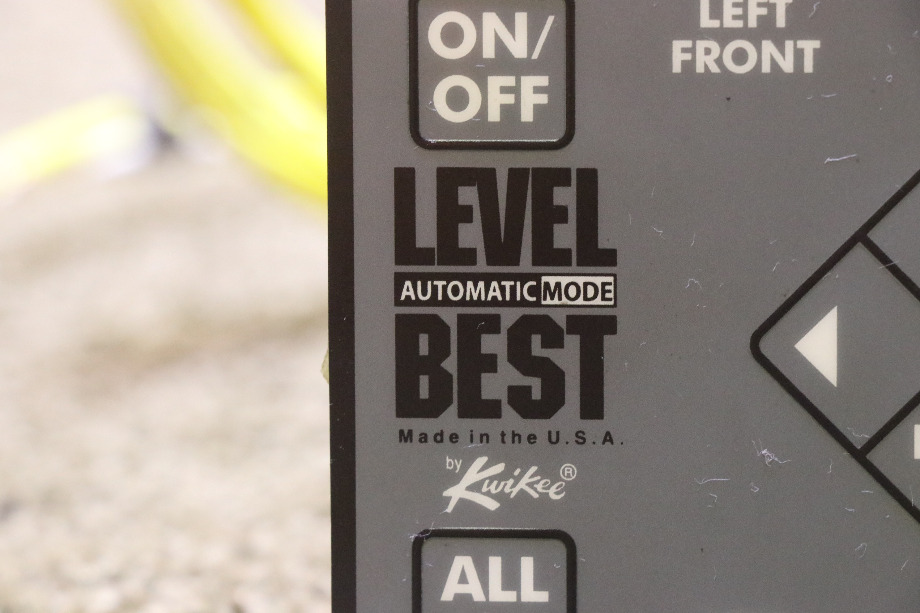 ON/
OFF
LEFT
FRONT
LEVEL
AUTOMATIC MODE
BEST
Made in the U.S.A.
by Kwikee®
ALL